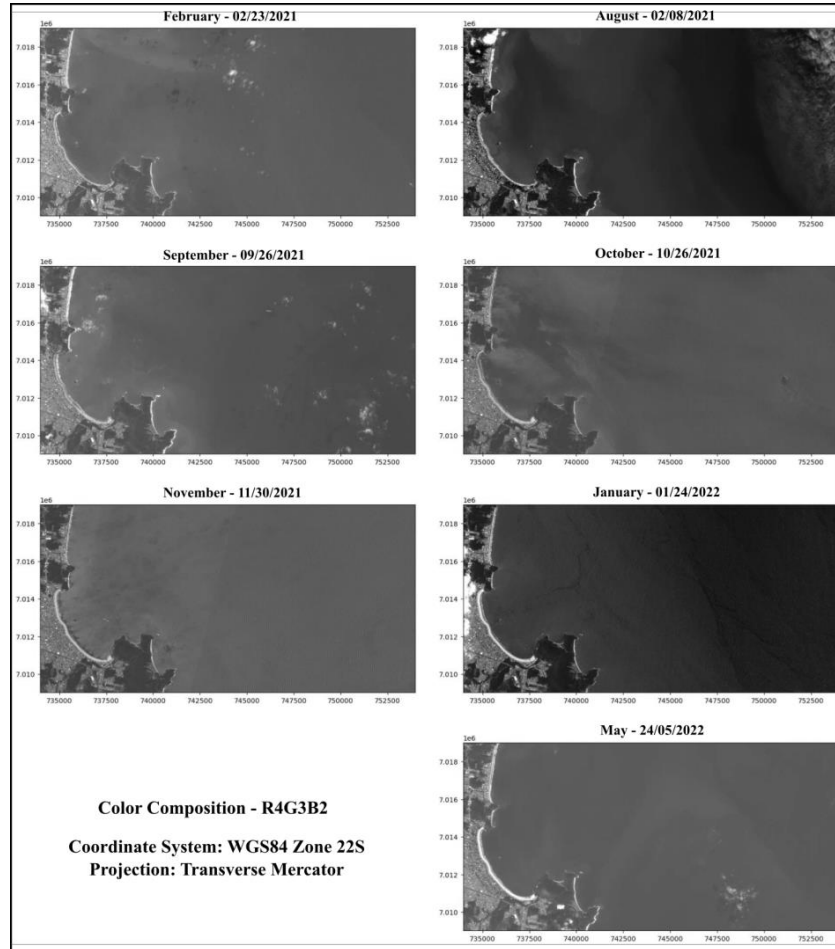 February - 02/23/2021
1e6
7.018
7.016
7.014
7.012
7.010
735000 737500 740000 742500 745000 747500 750000 752500
August - 02/08/2021
1e6
7.018
7.016
7.014
7.012
7.010
735000 737500 740000 742500 745000 747500 750000 752500
September - 09/26/2021
1e6
7.018
7.016
7.014
7.012
7.010
735000 737500 740000 742500 745000 747500 750000 752500
October - 10/26/2021
1e6
7.018
7.016
7.014
7.012
7.010
735000 737500 740000 742500 745000 747500 750000 752500
November - 11/30/2021
1e6
7.018
7.016
7.014
7.012
7.010
735000 737500 740000 742500 745000 747500 750000 752500
January - 01/24/2022
1e6
7.018
7.016
7.014
7.012
7.010
735000 737500 740000 742500 745000 747500 750000 752500
May - 24/05/2022
1e6
7.018
7.016
7.014
7.012
7.010
735000 737500 740000 742500 745000 747500 750000 752500
Color Composition - R4G3B2
Coordinate System: WGS84 Zone 22S
Projection: Transverse Mercator